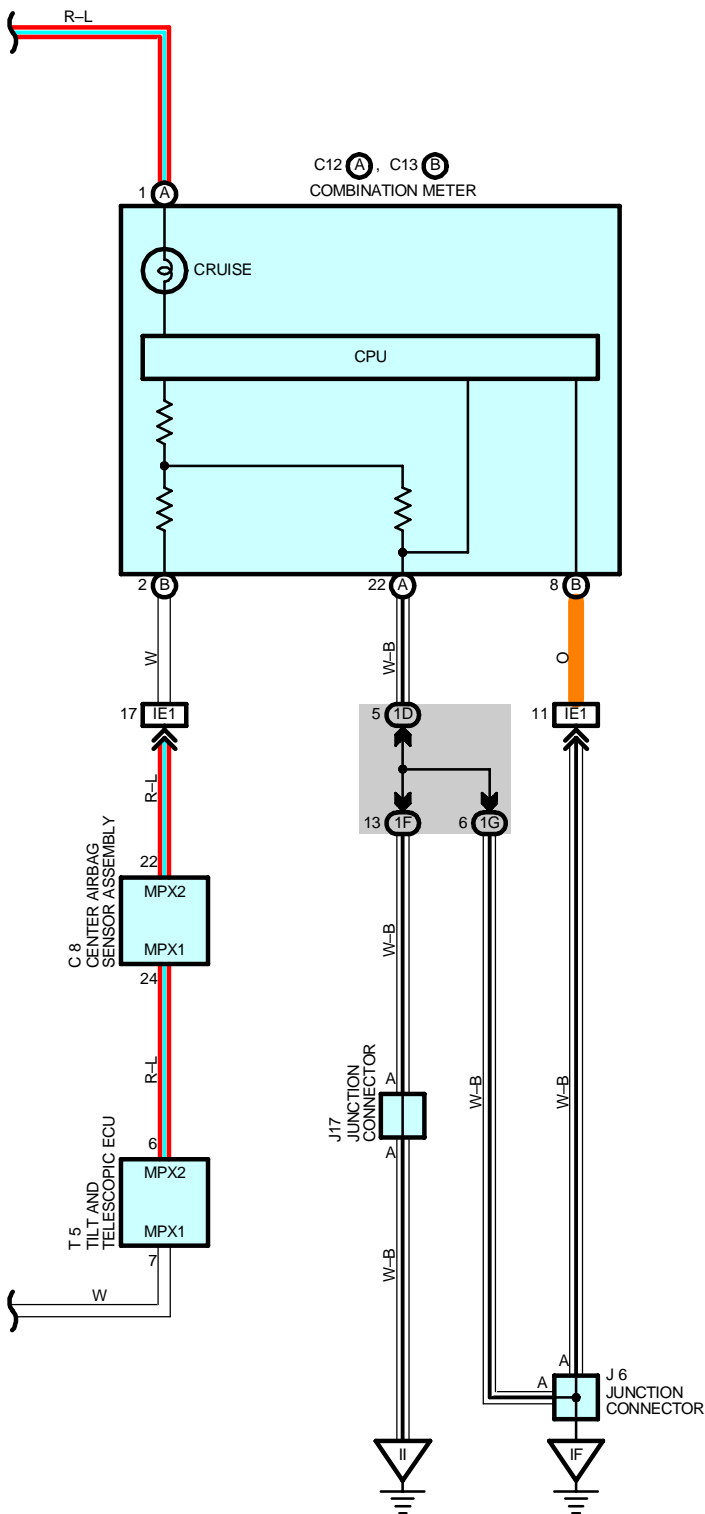 R–L
C12 A , C13 B
COMBINATION METER
1 A
CRUISE
CPU
2 B
22 A
8 B
W
W–B
O
17 IE1
5 1D
11 IE1
R–L
13 1F
6 1G
22
MPX2
C 8
CENTER AIRBAG
SENSOR ASSEMBLY
MPX1
24
W–B
R–L
A
J17
JUNCTION
CONNECTOR
A
W–B
W–B
6
MPX2
T 5
TILT AND
TELESCOPIC ECU
MPX1
7
W–B
W
A
A
J 6
JUNCTION
CONNECTOR
II
IF